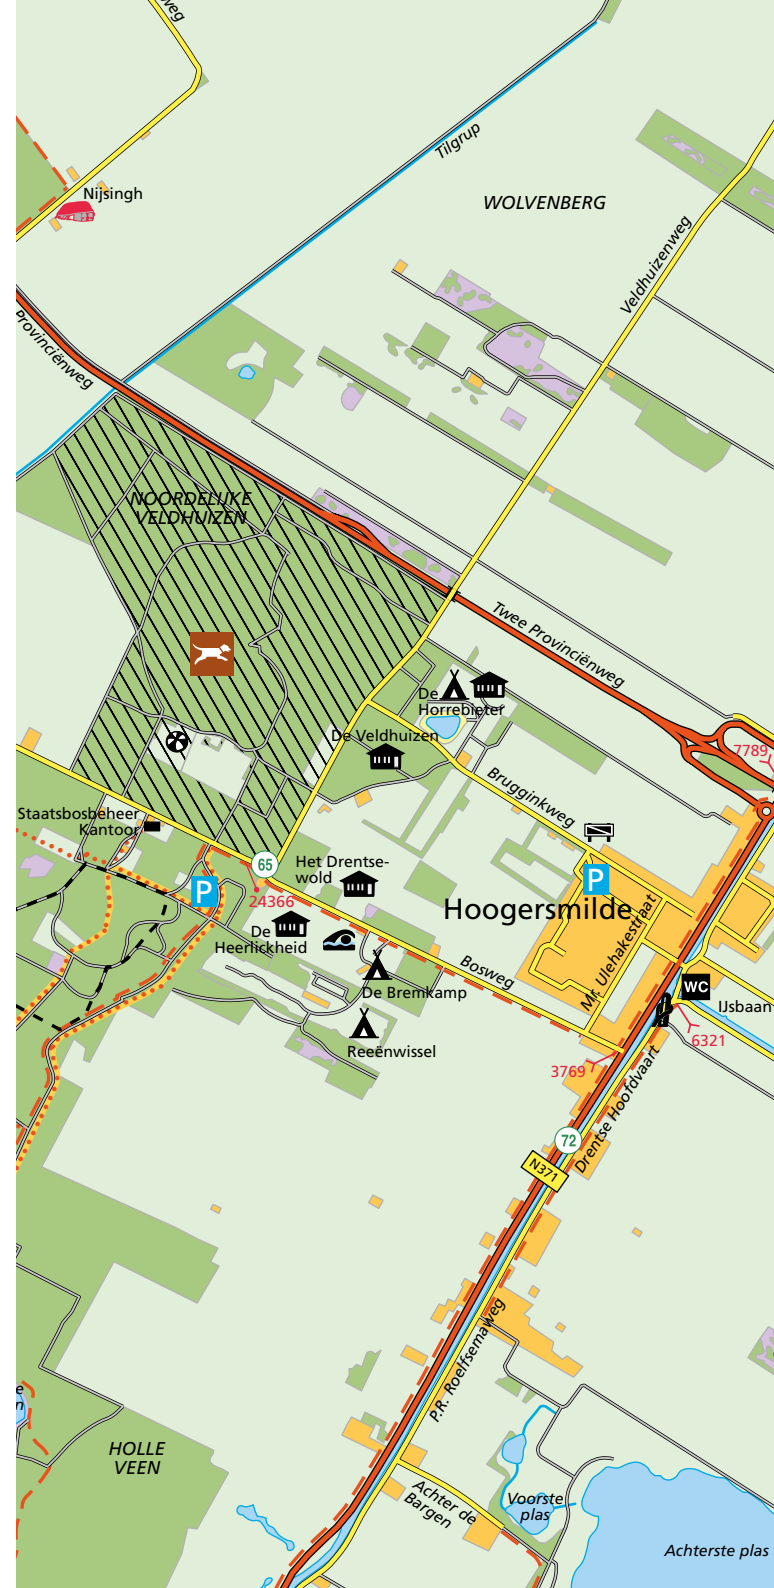 weg
Tilgrup
Nijsingh
WOLVENBERG
Veldhuizenweg
Provinciënweg
NOORDELIJKE
VELDHUIZEN
Twee Provinciënweg
De
Horrebieter
De Veldhuizen
7789
Brugginkweg
Staatsbosbeheer
Kantoor
65
Het Drentse-
wold
P
P
24366
Hoogersmilde
De
Heerlickheid
Mr. Ulehakestraat
Bosweg
De Bremkamp
WC
IJsbaan
Reeënwissel
6321
3769
Drentse Hoofdvaart
72
N371
P.R. Roelfsemaweg
e
n
HOLLE
VEEN
Achter de
Bargen
Voorste
plas
Achterste plas